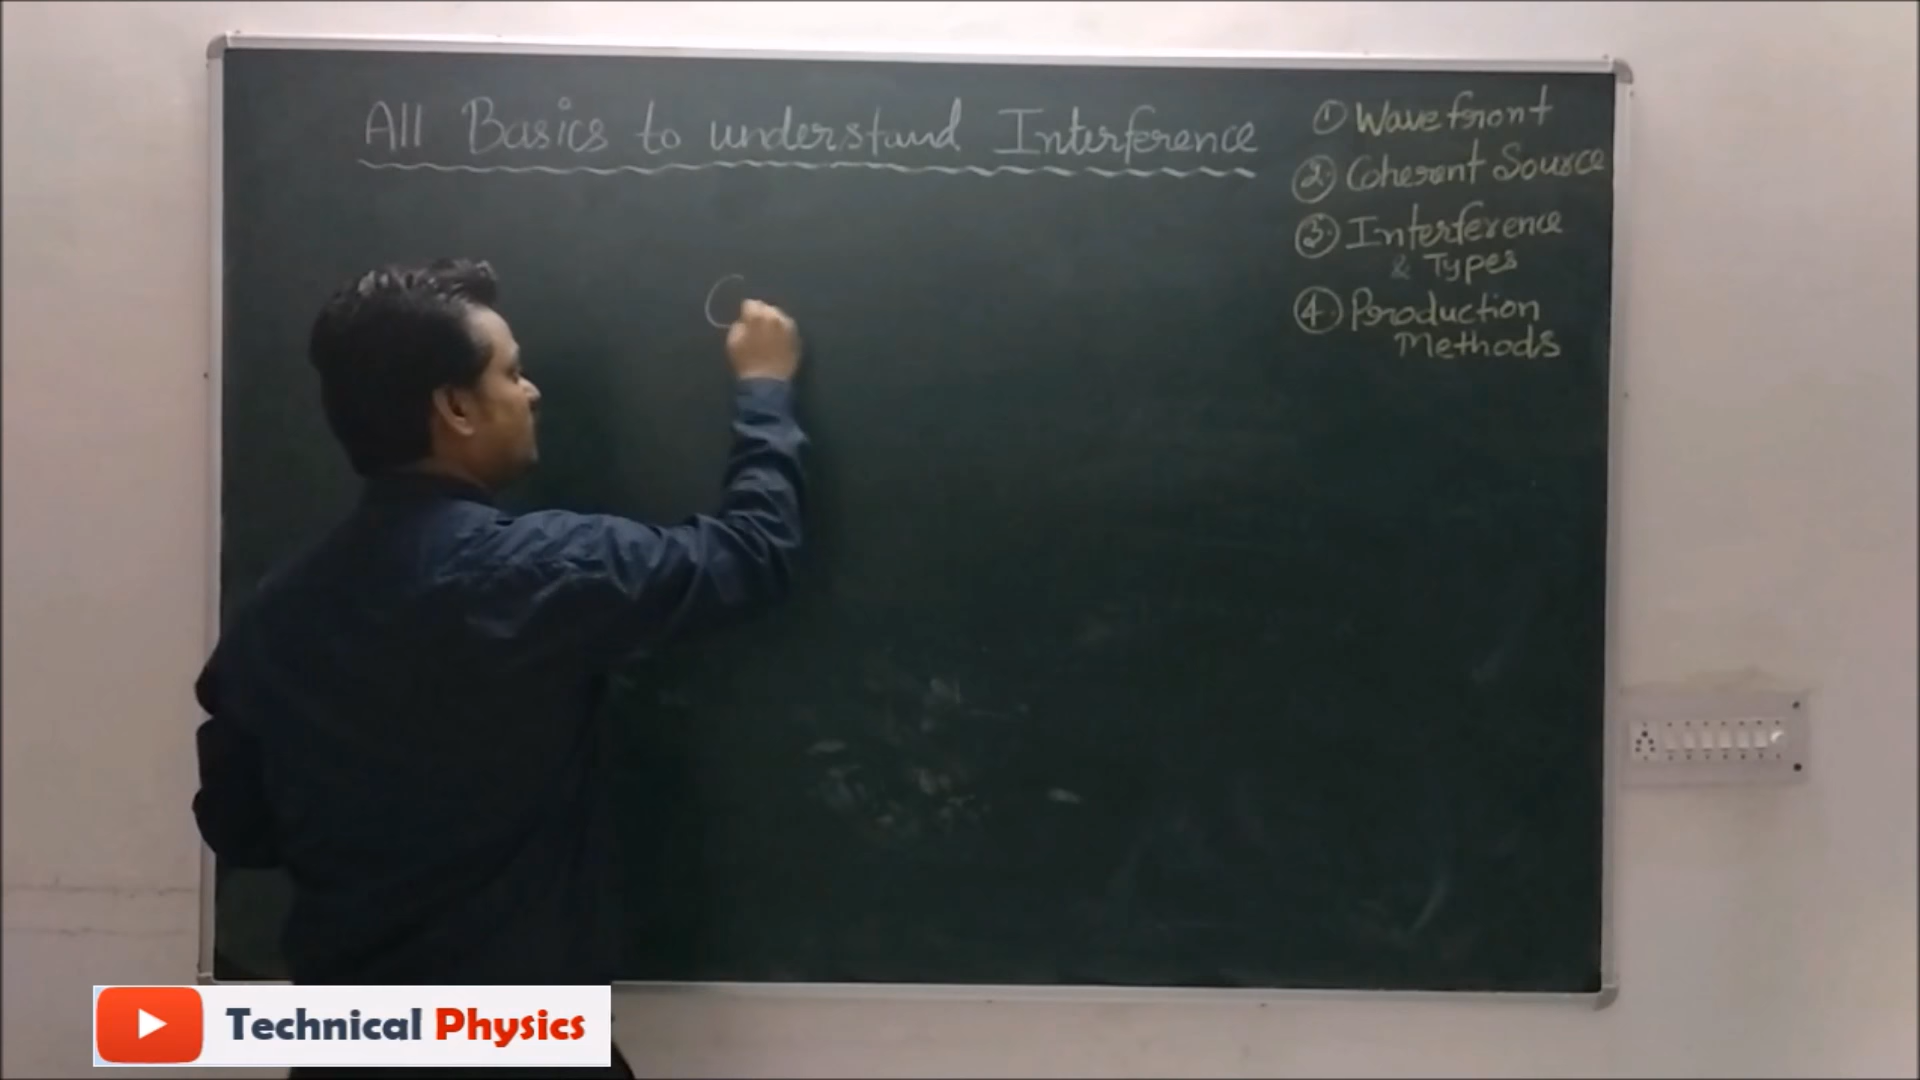 All Basics to understand Interference
① Wavefront
②. Coherent Source
③. Interference
& Types
④. Production
Methods
Technical Physics